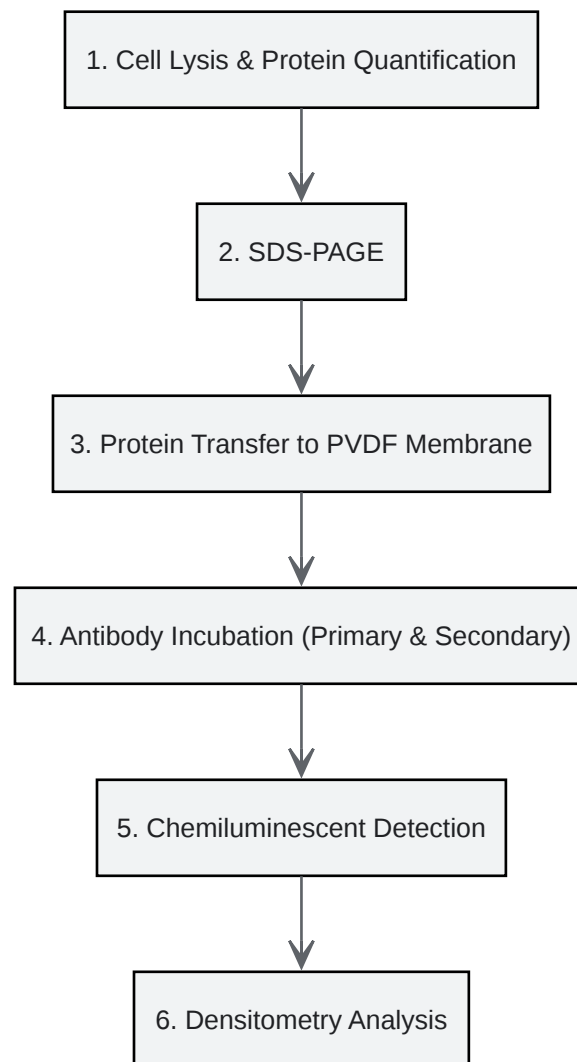 1. Cell Lysis & Protein Quantification
2. SDS-PAGE
3. Protein Transfer to PVDF Membrane
4. Antibody Incubation (Primary & Secondary)
5. Chemiluminescent Detection
6. Densitometry Analysis